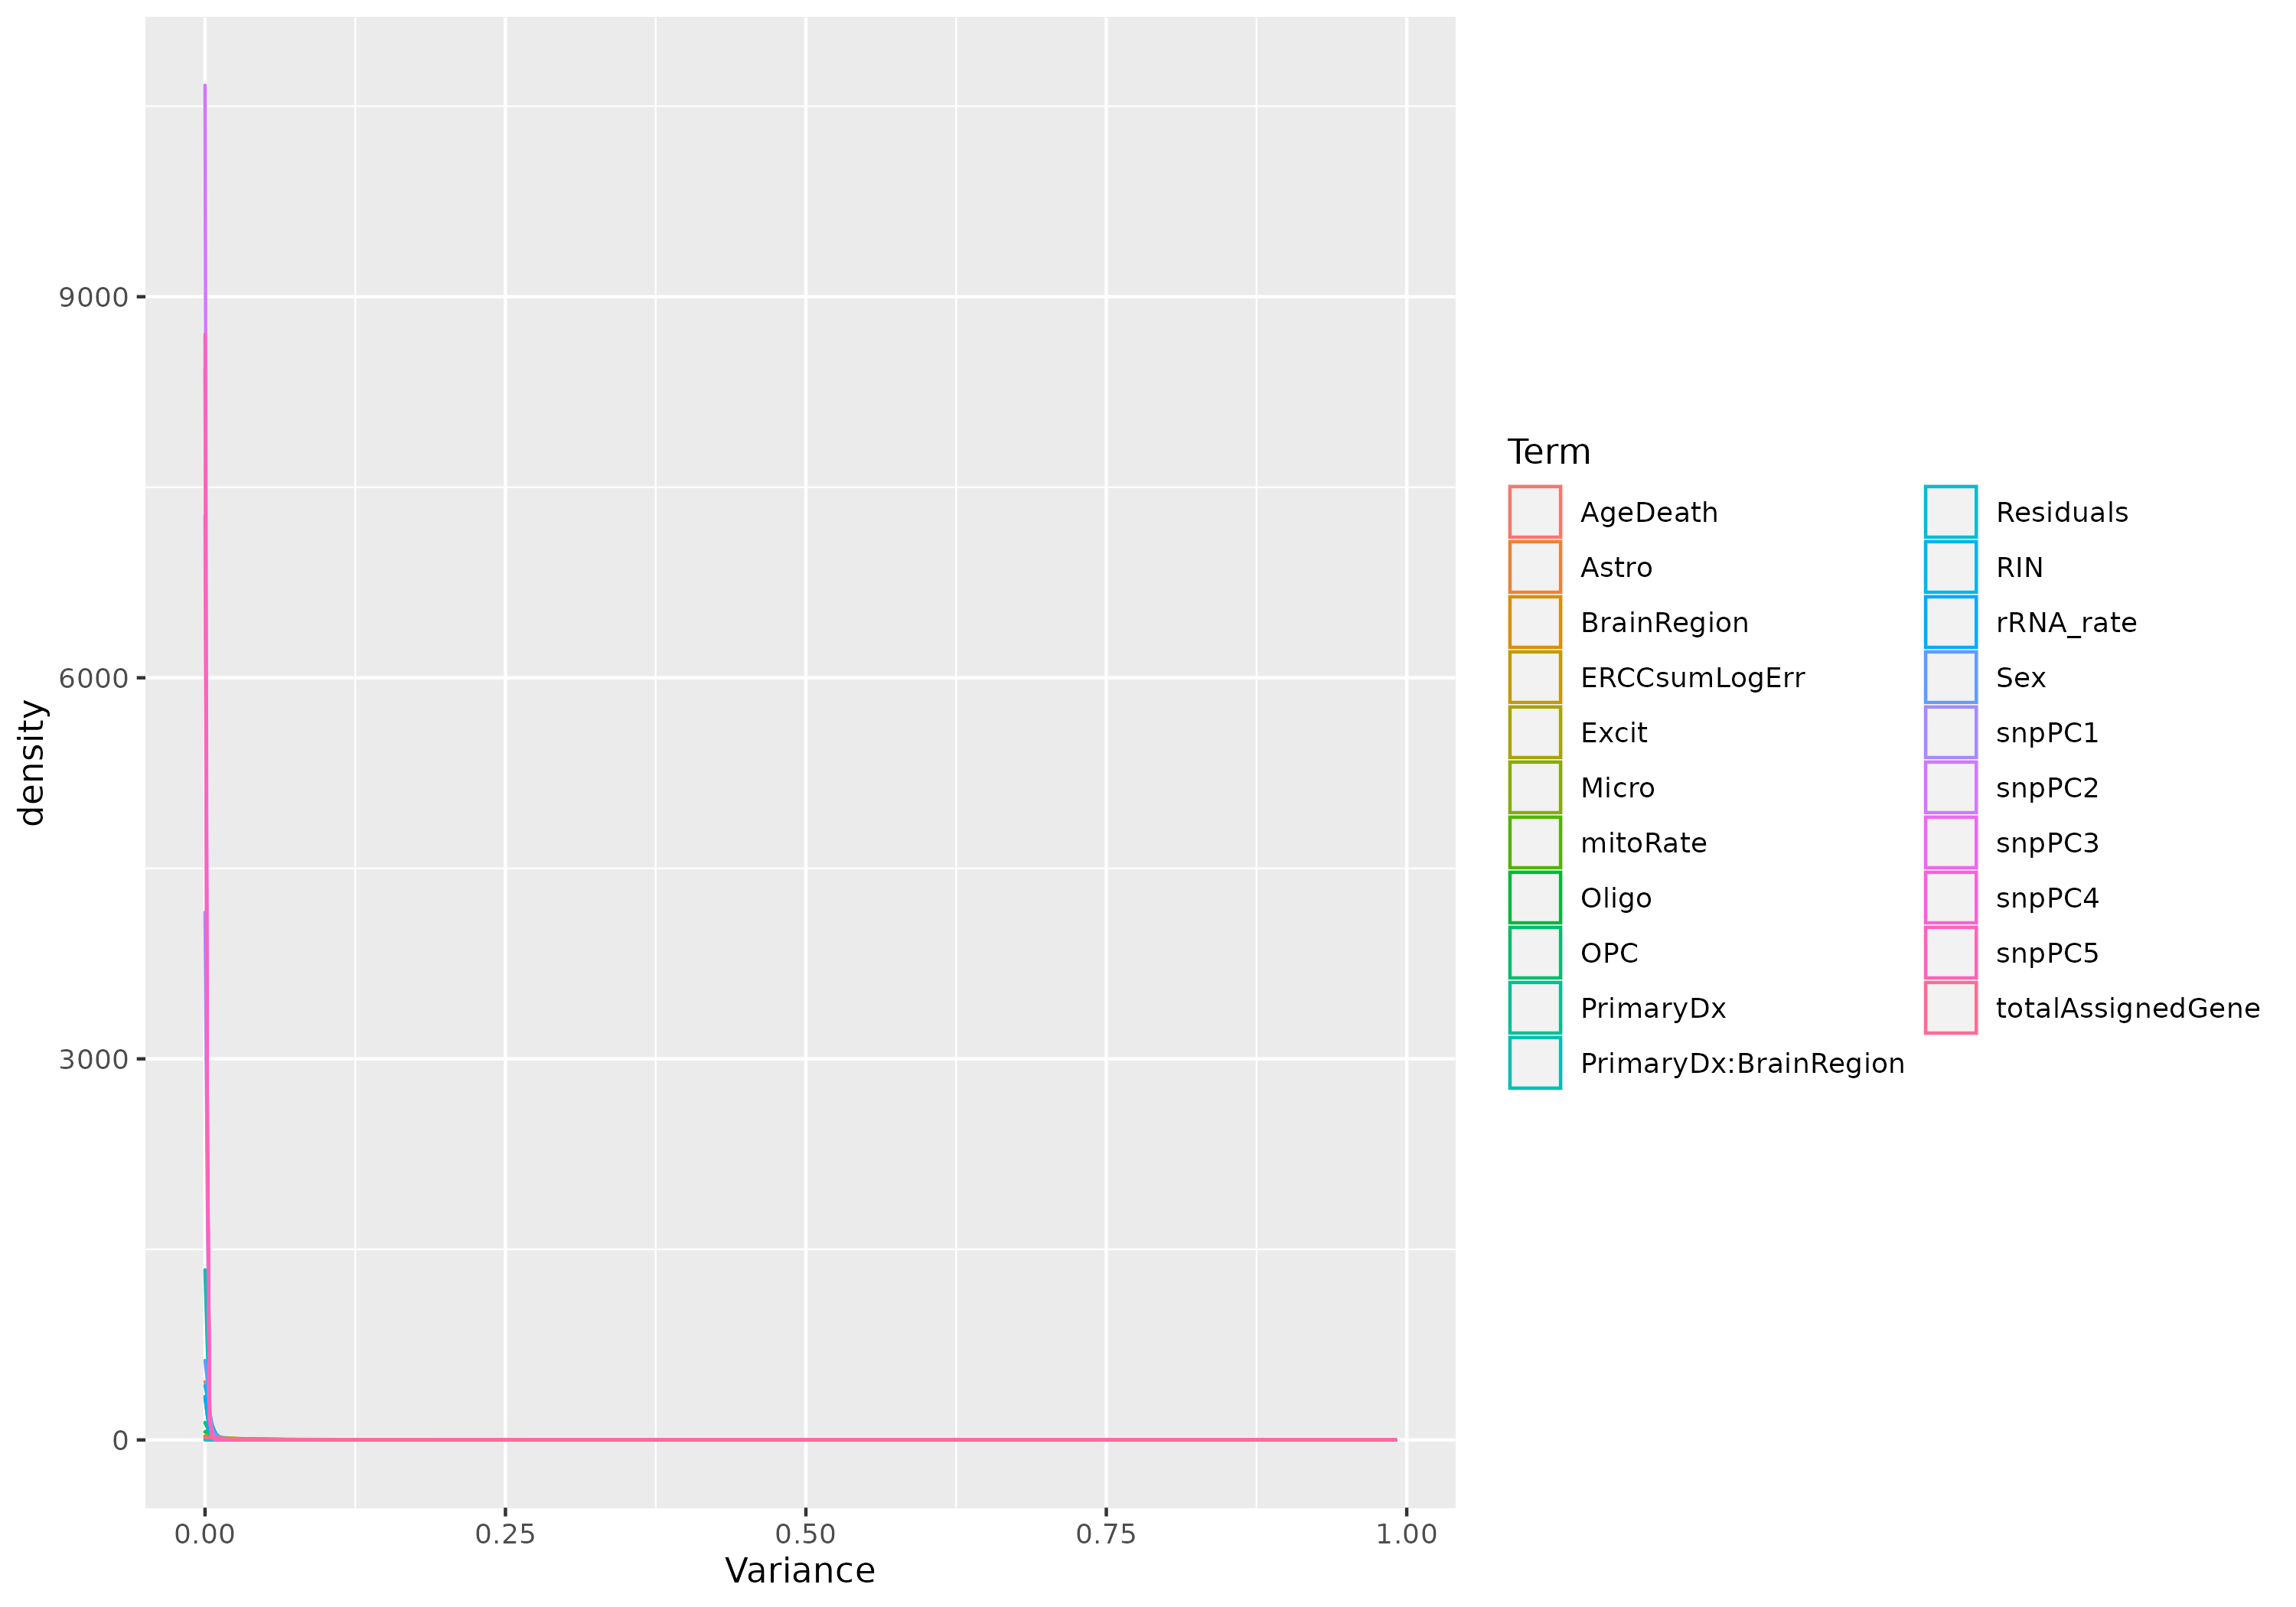 density
9000
6000
3000
0
0.00
0.25
0.50
0.75
1.00
Variance
Term
AgeDeath
Astro
BrainRegion
ERCCsumLogErr
Excit
Micro
mitoRate
Oligo
OPC
PrimaryDx
PrimaryDx:BrainRegion
Residuals
RIN
rRNA_rate
Sex
snpPC1
snpPC2
snpPC3
snpPC4
snpPC5
totalAssignedGene